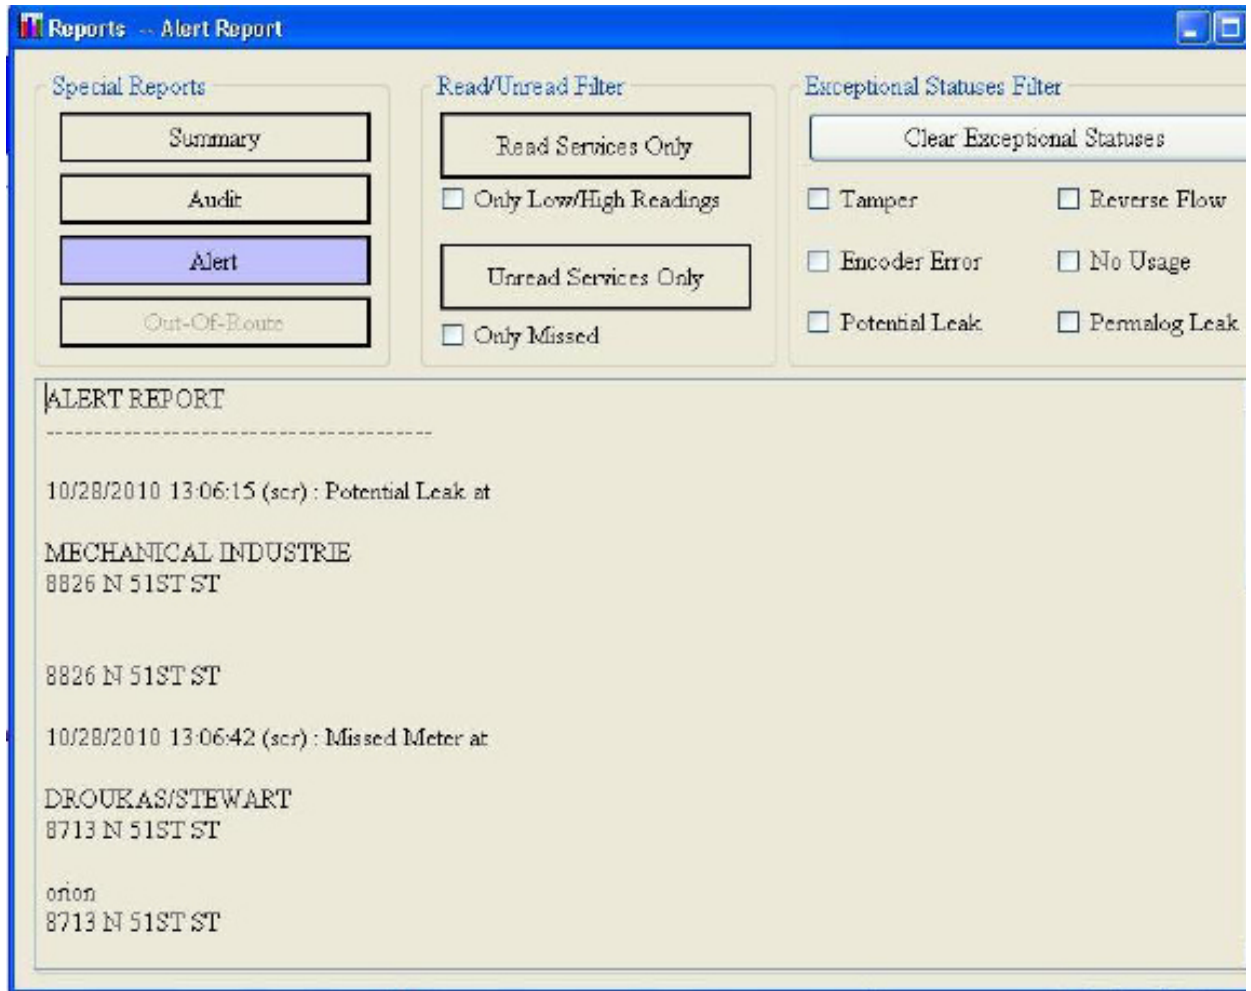 Reports -- Alert Report
Special Reports
Summary
Audit
Alert
Out-Of-Route
Read/Unread Filter
Read Services Only
Only Low/High Readings
Unread Services Only
Only Missed
Exceptional Statuses Filter
Clear Exceptional Statuses
Tamper
Reverse Flow
Encoder Error
No Usage
Potential Leak
Permalog Leak
ALERT REPORT
----------------------------------------
10/28/2010 13:06:15 (scr) : Potential Leak at
MECHANICAL INDUSTRIE
8826 N 51ST ST
8826 N 51ST ST
10/28/2010 13:06:42 (scr) : Missed Meter at
DROUKAS/STEWART
8713 N 51ST ST
orion
8713 N 51ST ST